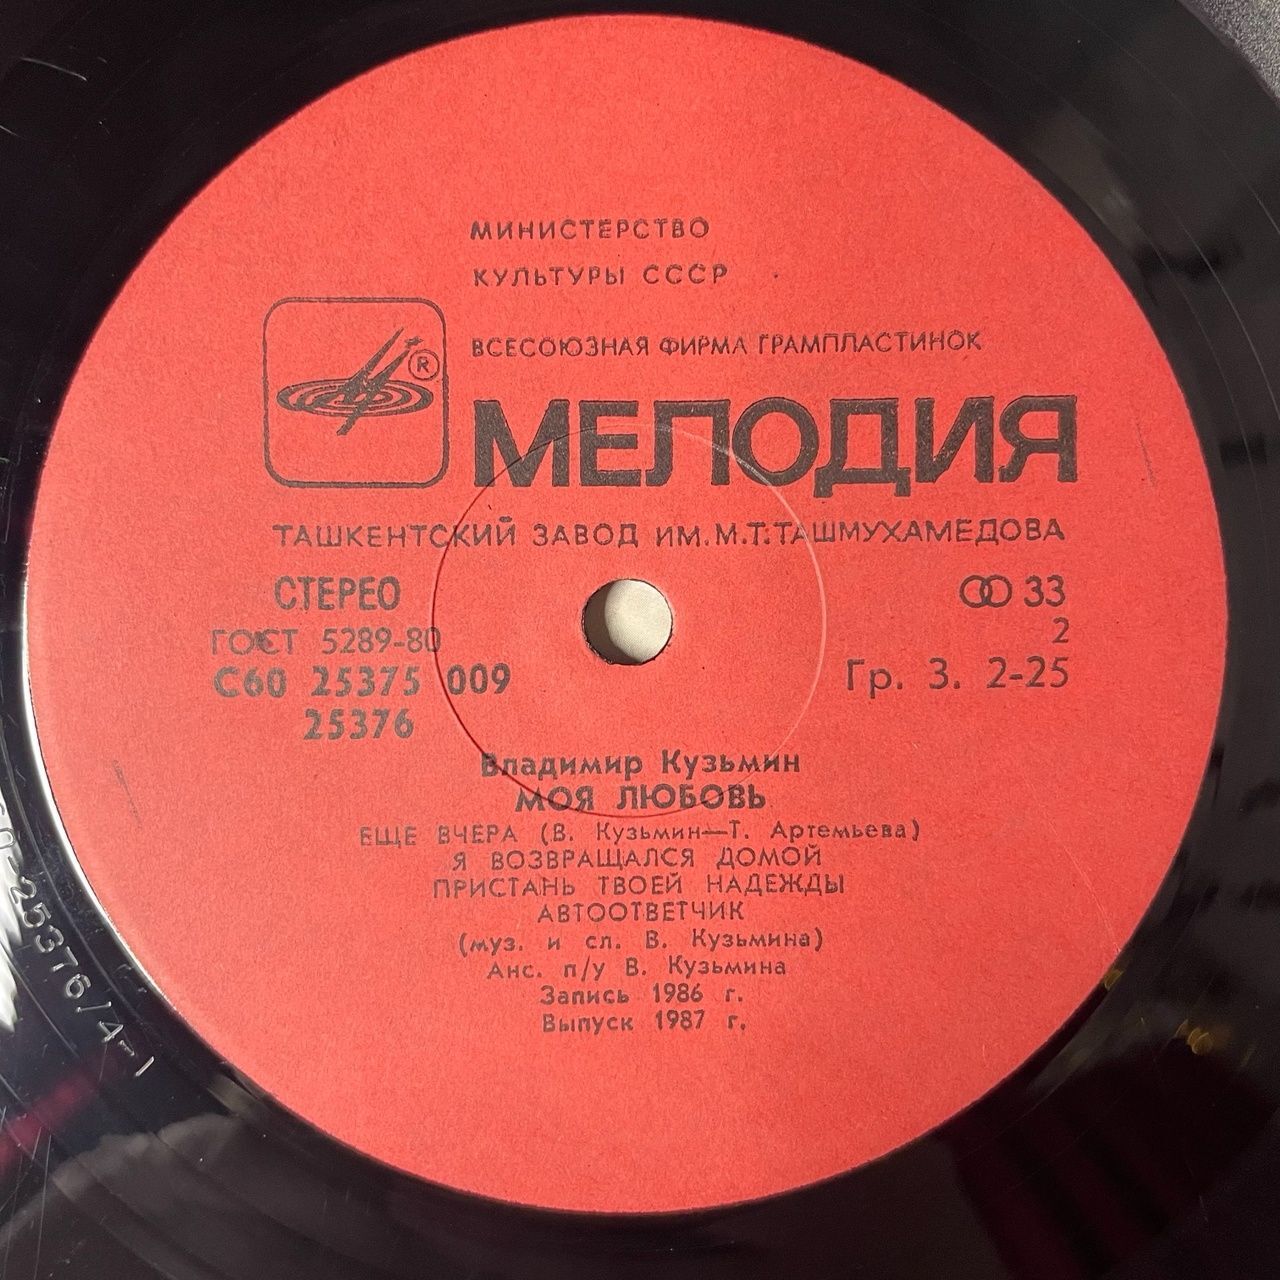 МИНИСТЕРСТВО
КУЛЬТУРЫ СССР
ВСЕСОЮЗНАЯ ФИРМА ГРАМПЛАСТИНОК
®
МЕЛОДИЯ
ТАШКЕНТСКИЙ ЗАВОД ИМ. М.Т.ТАШМУХАМЕДОВА
СТЕРЕО
33
ГОСТ 5289-80
2
С60 25375 009
Гр. 3. 2-25
25376
Владимир Кузьмин
МОЯ ЛЮБОВЬ
ЕЩЕ ВЧЕРА (В. Кузьмин—Т. Артемьева)
Я ВОЗВРАЩАЛСЯ ДОМОЙ
ПРИСТАНЬ ТВОЕЙ НАДЕЖДЫ
АВТООТВЕТЧИК
(муз. и сл. В. Кузьмина)
Анс. п/у В. Кузьмина
Запись 1986 г.
Выпуск 1987 г.
25376/4-1